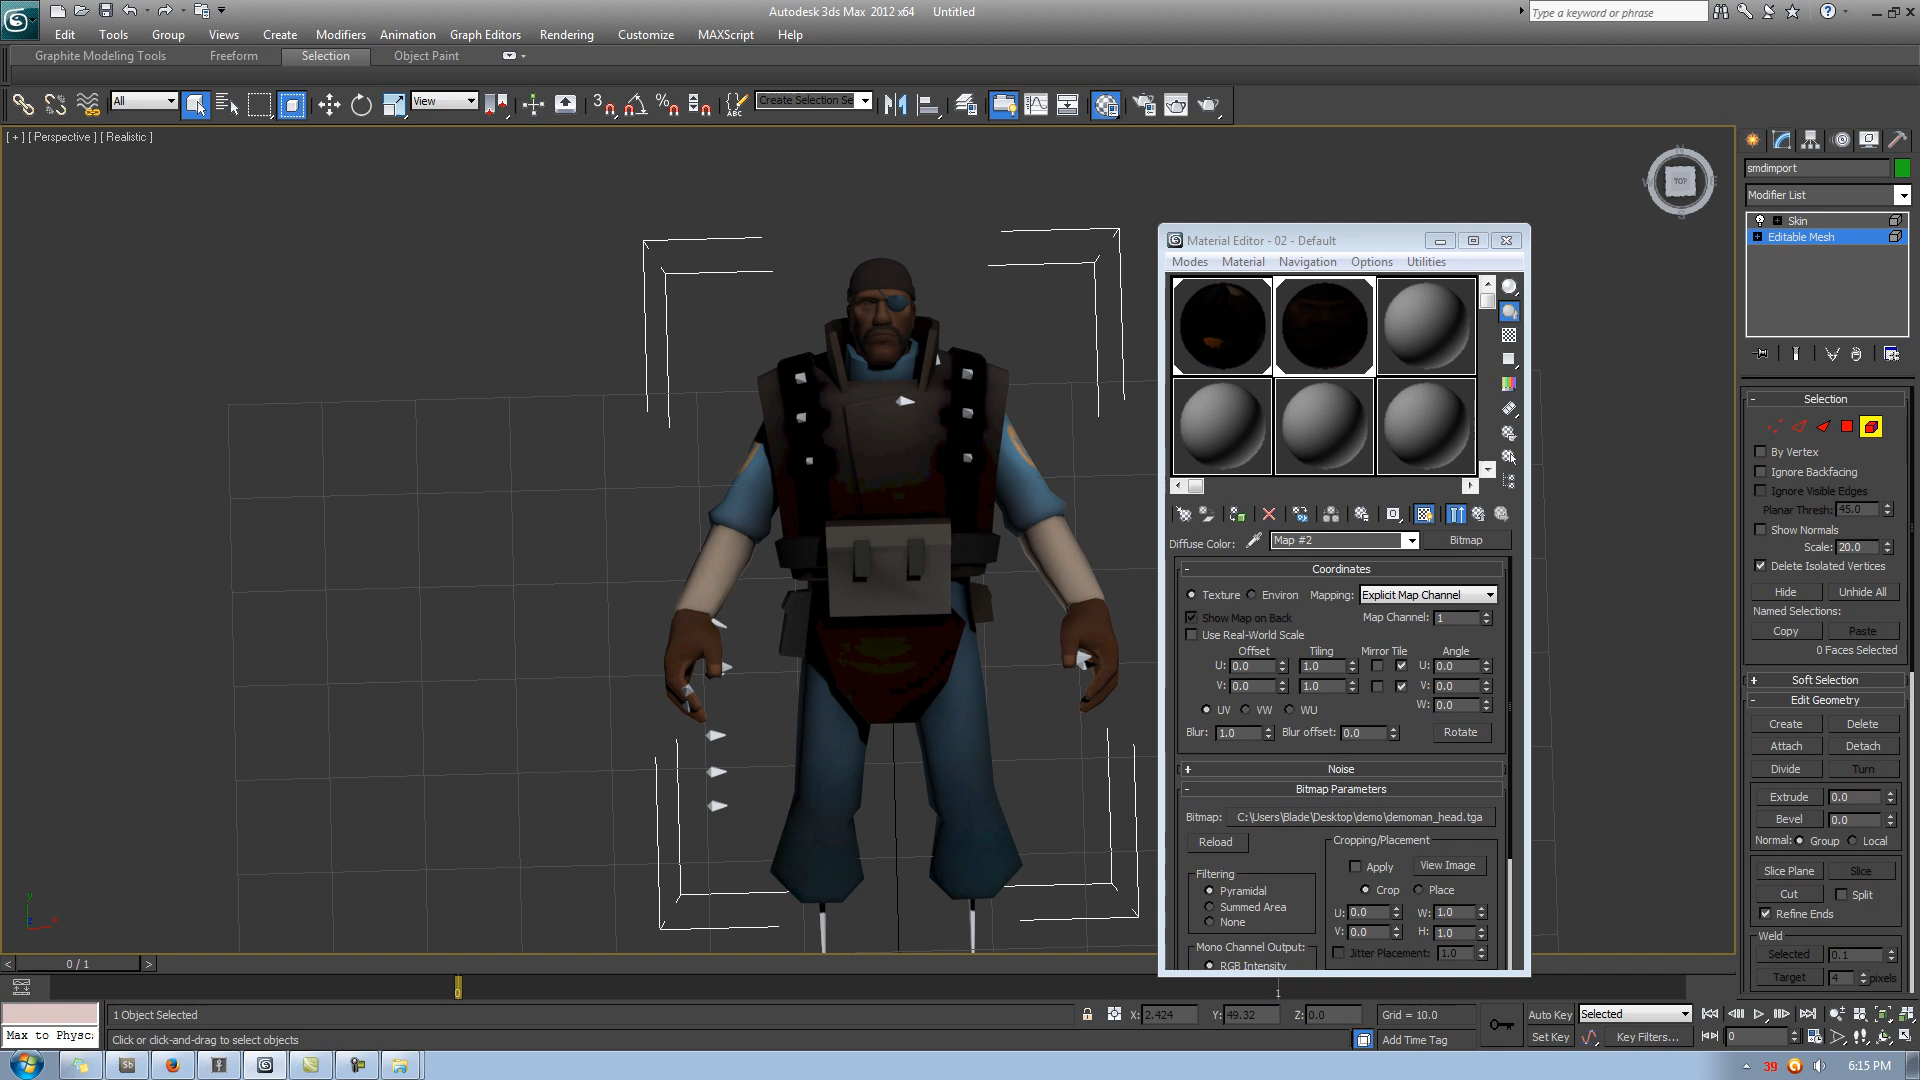 Autodesk 3ds Max 2012 x64 Untitled
Type a keyword or phrase
Edit Tools Group Views Create Modifiers Animation Graph Editors Rendering Customize MAXScript Help
Graphite Modeling Tools Freeform Selection Object Paint
All View 3 ABC Create Selection Se
[ + ] [ Perspective ] [ Realistic ]
TOP
smdimport
Modifier List
Skin
Editable Mesh
Material Editor - 02 - Default
Modes Material Navigation Options Utilities
Diffuse Color: Map #2 Bitmap
Coordinates
Texture Environ Mapping: Explicit Map Channel
Show Map on Back Map Channel: 1
Use Real-World Scale
Offset Tiling Mirror Tile Angle
U: 0.0 1.0 U: 0.0
V: 0.0 1.0 V: 0.0
W: 0.0
UV VW WU
Blur: 1.0 Blur offset: 0.0 Rotate
Noise
Bitmap Parameters
Bitmap: C:\Users\Blade\Desktop\demo\demoman_head.tga
Reload
Cropping/Placement
Apply View Image
Crop Place
U: 0.0 W: 1.0
V: 0.0 H: 1.0
Jitter Placement: 1.0
Filtering
Pyramidal
Summed Area
None
Mono Channel Output:
RGB Intensity
Selection
By Vertex
Ignore Backfacing
Ignore Visible Edges
Planar Thresh: 45.0
Show Normals
Scale: 20.0
Delete Isolated Vertices
Hide Unhide All
Named Selections:
Copy Paste
0 Faces Selected
Soft Selection
Edit Geometry
Create Delete
Attach Detach
Divide Turn
Extrude 0.0
Bevel 0.0
Normal: Group Local
Slice Plane Slice
Cut Split
Refine Ends
Weld
Selected 0.1
Target 4 pixels
< 0 / 1 >
0 1
1 Object Selected X: 2.424 Y: 49.32 Z: 0.0 Grid = 10.0 Auto Key Selected
Max to Physc: Click or click-and-drag to select objects Add Time Tag Set Key Key Filters... 0
Sb 39 6:15 PM